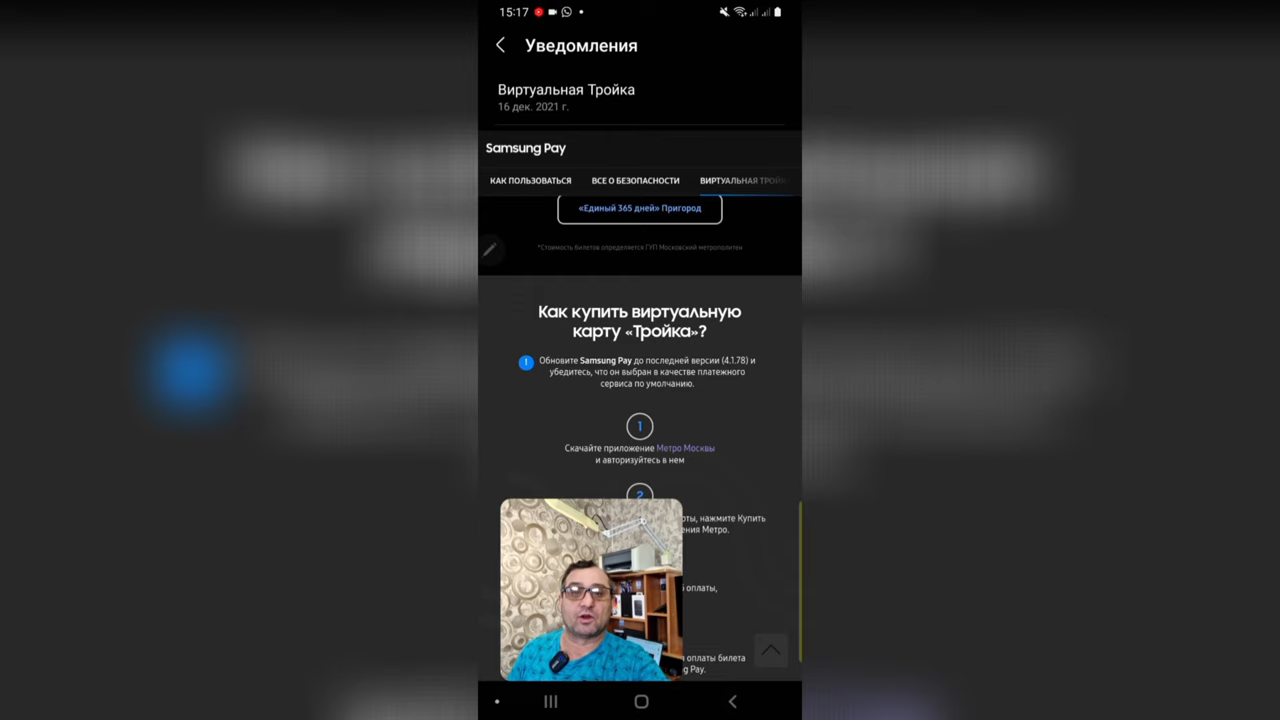 15:17
Уведомления
Виртуальная Тройка
16 дек. 2021 г.
Samsung Pay
КАК ПОЛЬЗОВАТЬСЯ ВСЕ О БЕЗОПАСНОСТИ ВИРТУАЛЬНАЯ ТРОЙК
«Единый 365 дней» Пригород
*Стоимость билетов определяется ГУП Московский метрополитен
Как купить виртуальную
карту «Тройка»?
! Обновите Samsung Pay до последней версии (4.1.78) и
убедитесь, что он выбран в качестве платежного
сервиса по умолчанию.
1
Скачайте приложение Метро Москвы
и авторизуйтесь в нем
2
нажмите Купить
Метро.
оплаты,
оплаты билета
Pay.